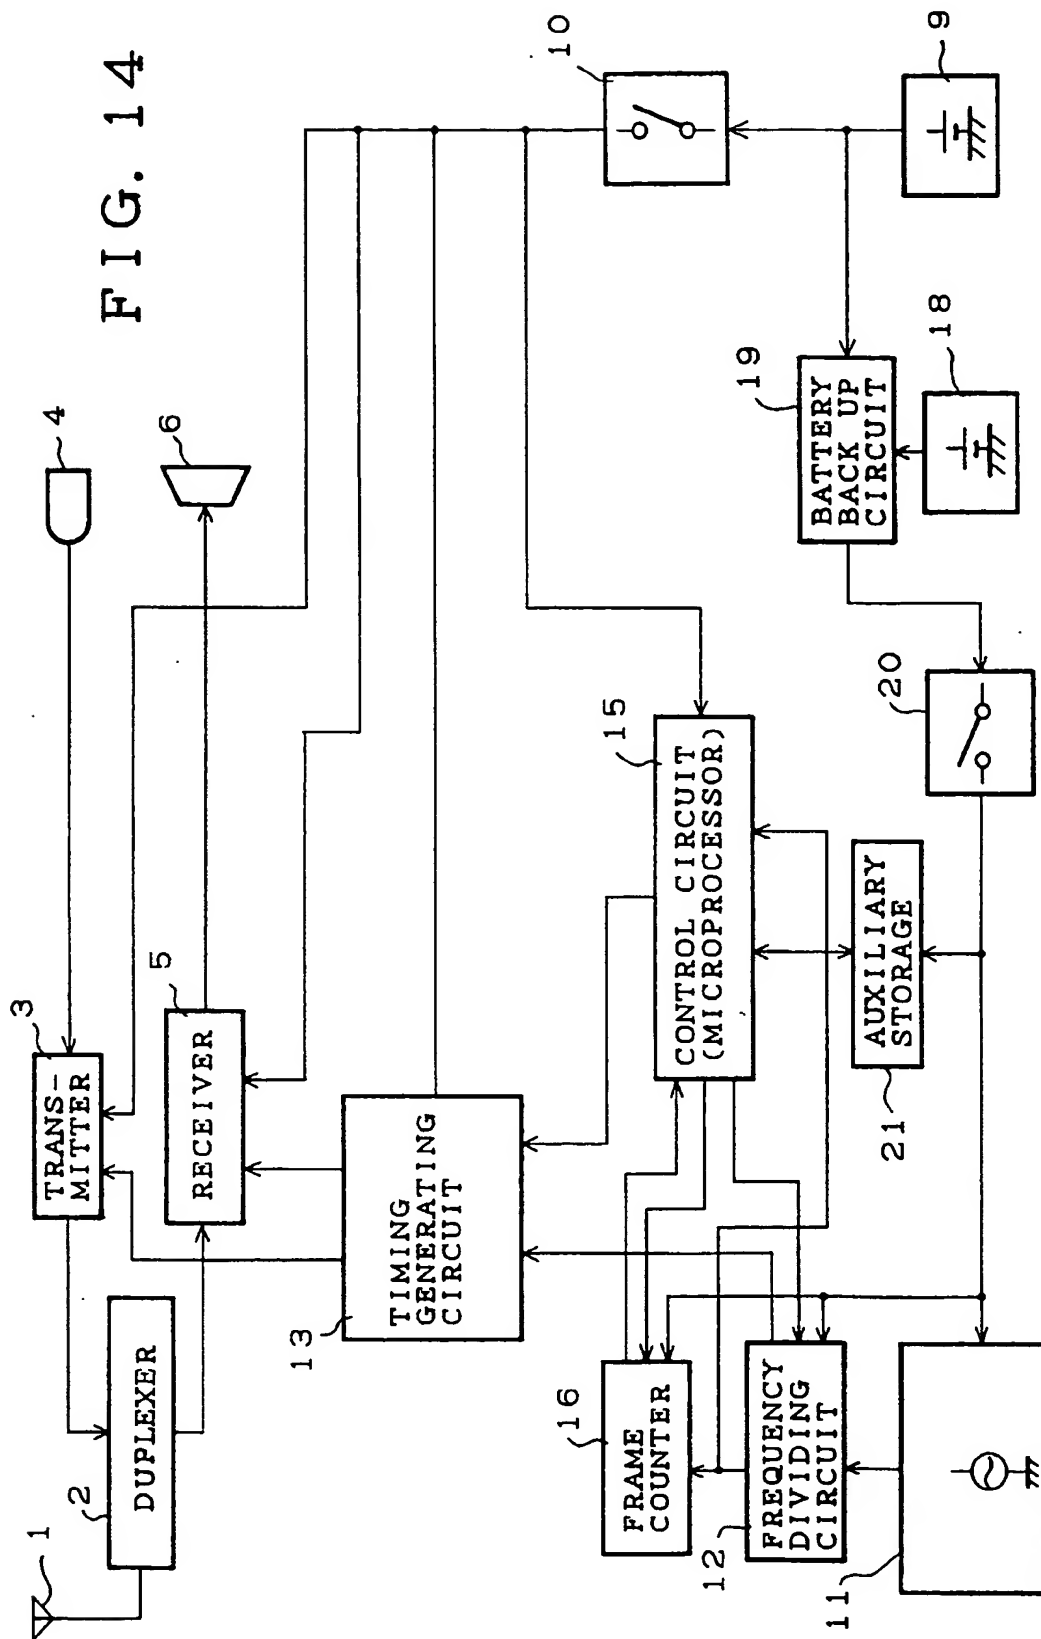 FIG. 14
1
2
DUPLEXER
3
TRANS-
MITTER
4
5
RECEIVER
6
13
TIMING
GENERATING
CIRCUIT
10
9
15
CONTROL CIRCUIT
(MICROPROCESSOR)
16
FRAME
COUNTER
12
FREQUENCY
DIVIDING
CIRCUIT
11
21
AUXILIARY
STORAGE
20
19
BATTERY
BACK UP
CIRCUIT
18